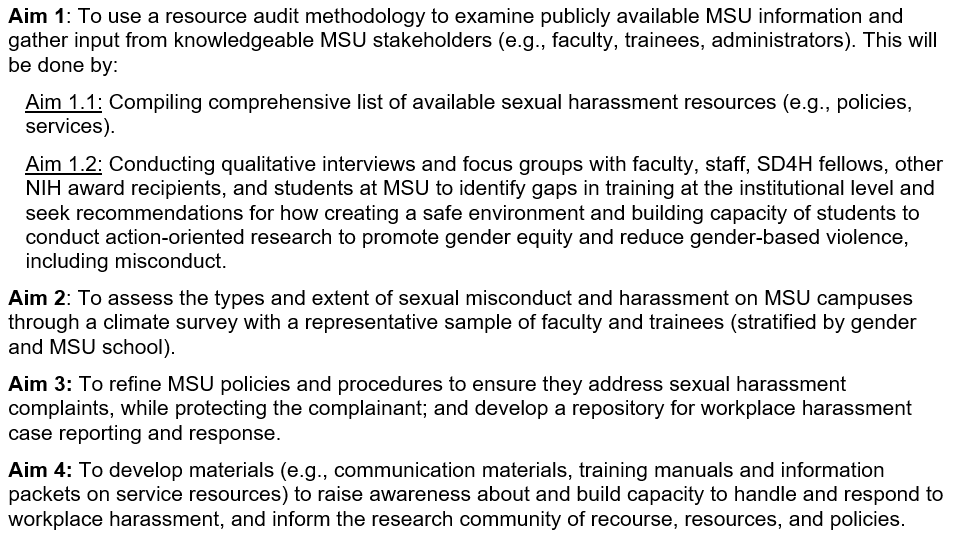 Aim 1: To use a resource audit methodology to examine publicly available MSU information and
gather input from knowledgeable MSU stakeholders (e.g., faculty, trainees, administrators). This will
be done by:
Aim 1.1: Compiling comprehensive list of available sexual harassment resources (e.g., policies,
services).
Aim 1.2: Conducting qualitative interviews and focus groups with faculty, staff, SD4H fellows, other
NIH award recipients, and students at MSU to identify gaps in training at the institutional level and
seek recommendations for how creating a safe environment and building capacity of students to
conduct action-oriented research to promote gender equity and reduce gender-based violence,
including misconduct.
Aim 2: To assess the types and extent of sexual misconduct and harassment on MSU campuses
through a climate survey with a representative sample of faculty and trainees (stratified by gender
and MSU school).
Aim 3: To refine MSU policies and procedures to ensure they address sexual harassment
complaints, while protecting the complainant; and develop a repository for workplace harassment
case reporting and response.
Aim 4: To develop materials (e.g., communication materials, training manuals and information
packets on service resources) to raise awareness about and build capacity to handle and respond to
workplace harassment, and inform the research community of recourse, resources, and policies.